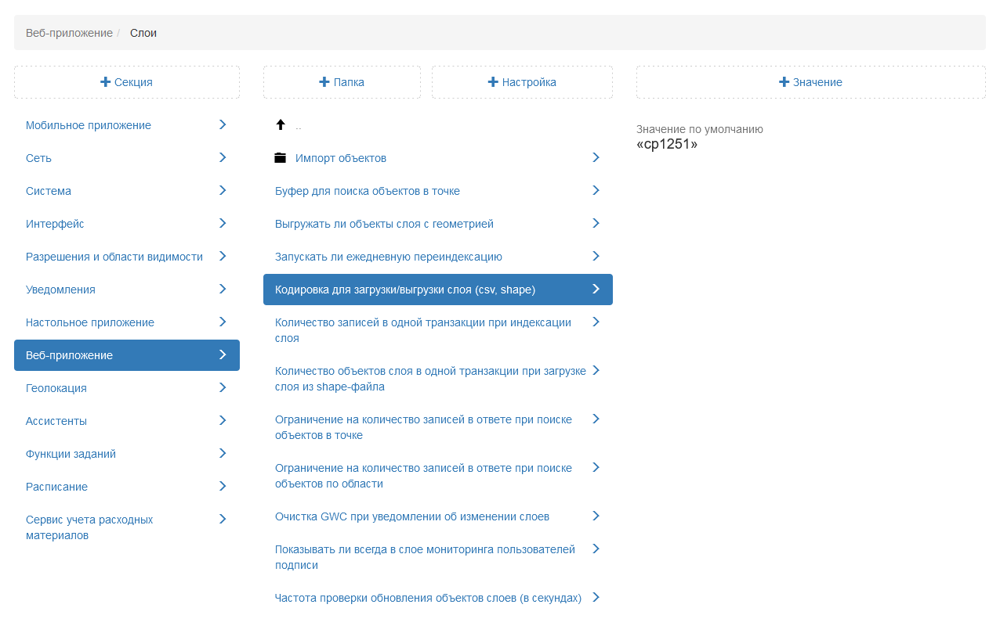 Веб-приложение / Слои
Секция
Папка
Настройка
Значение
Мобильное приложение
Сеть
Система
Интерфейс
Разрешения и области видимости
Уведомления
Настольное приложение
Веб-приложение
Геолокация
Ассистенты
Функции заданий
Расписание
Сервис учета расходных
материалов
..
Импорт объектов
Буфер для поиска объектов в точке
Выгружать ли объекты слоя с геометрией
Запускать ли ежедневную переиндексацию
Кодировка для загрузки/выгрузки слоя (csv, shape)
Количество записей в одной транзакции при индексации
слоя
Количество объектов слоя в одной транзакции при загрузке
слоя из shape-файла
Ограничение на количество записей в ответе при поиске
объектов в точке
Ограничение на количество записей в ответе при поиске
объектов по области
Очистка GWC при уведомлении об изменении слоев
Показывать ли всегда в слое мониторинга пользователей
подписи
Частота проверки обновления объектов слоев (в секундах)
Значение по умолчанию
«cp1251»